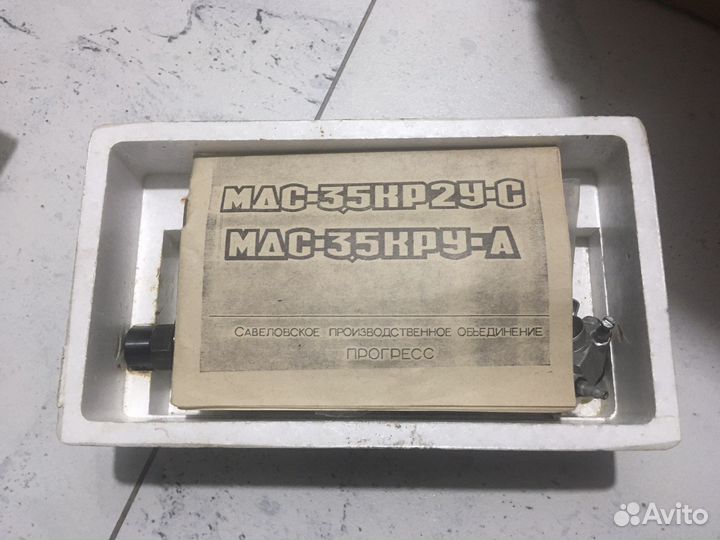 МДС-3,5КР2У-С
МДС-3,5КРУ-А
САВЕЛОВСКОЕ ПРОИЗВОДСТВЕННОЕ ОБЪЕДИНЕНИЕ
ПРОГРЕСС
Avito